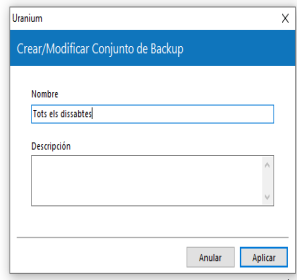 Uranium
Crear/Modificar Conjunto de Backup
Nombre
Tots els dissabtes
Descripción
Anular
Aplicar